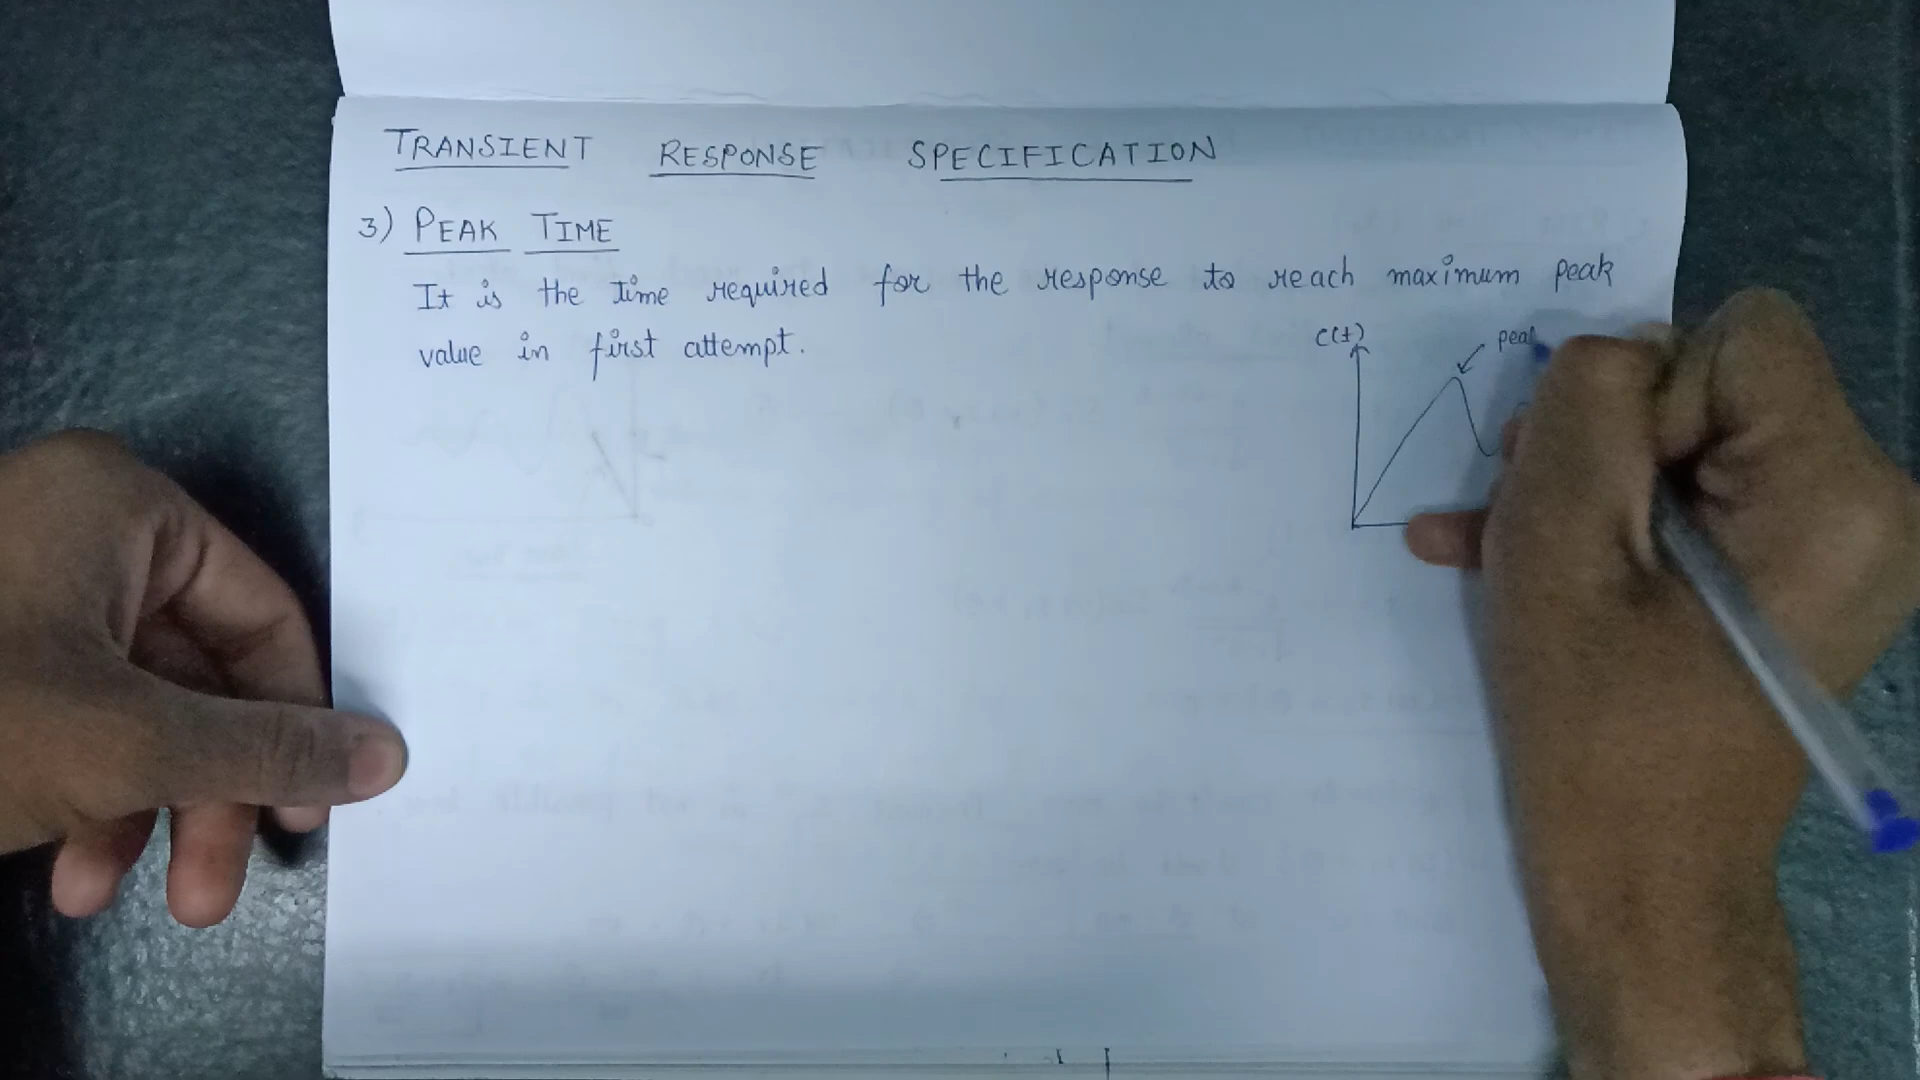 TRANSIENT RESPONSE SPECIFICATION
3) PEAK TIME
It is the time required for the response to reach maximum peak
value in first attempt.
C(t)
peak